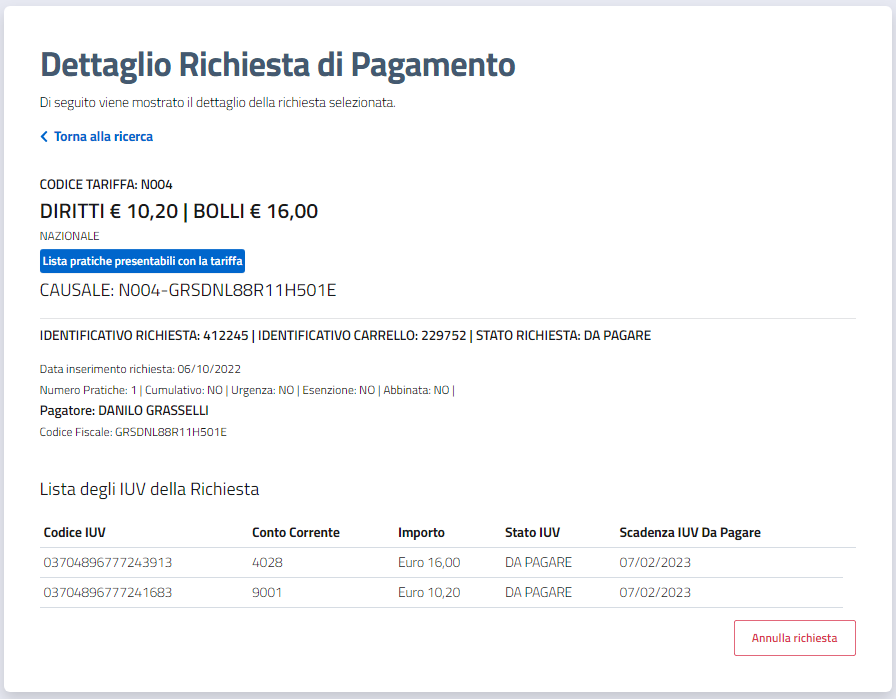 Dettaglio Richiesta di Pagamento
Di seguito viene mostrato il dettaglio della richiesta selezionata.
Torna alla ricerca
CODICE TARIFFA: N004
DIRITTI € 10,20 | BOLLI € 16,00
NAZIONALE
Lista pratiche presentabili con la tariffa
CAUSALE: N004-GRSDNL88R11H501E
IDENTIFICATIVO RICHIESTA: 412245 | IDENTIFICATIVO CARRELLO: 229752 | STATO RICHIESTA: DA PAGARE
Data inserimento richiesta: 06/10/2022
Numero Pratiche: 1 | Cumulativo: NO | Urgenza: NO | Esenzione: NO | Abbinata: NO |
Pagatore: DANILO GRASSELLI
Codice Fiscale: GRSDNL88R11H501E
Lista degli IUV della Richiesta
Codice IUV Conto Corrente Importo Stato IUV Scadenza IUV Da Pagare
03704896777243913 4028 Euro 16,00 DA PAGARE 07/02/2023
03704896777241683 9001 Euro 10,20 DA PAGARE 07/02/2023
Annulla richiesta